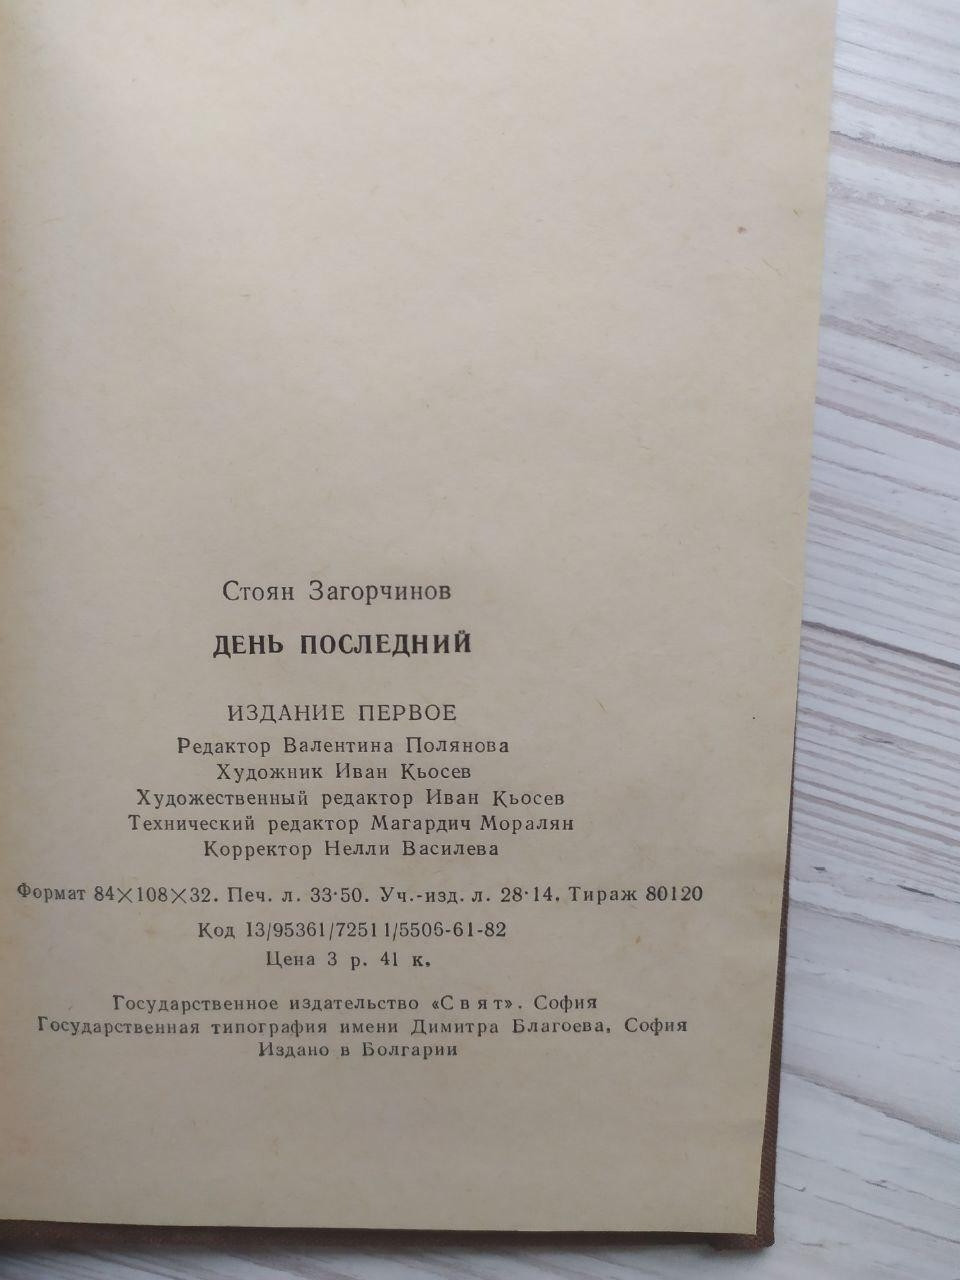 Стоян Загорчинов
ДЕНЬ ПОСЛЕДНИЙ
ИЗДАНИЕ ПЕРВОЕ
Редактор Валентина Полянова
Художник Иван Кьосев
Художественный редактор Иван Кьосев
Технический редактор Магардич Моралян
Корректор Нелли Василева
Формат 84×108×32. Печ. л. 33·50. Уч.-изд. л. 28·14. Тираж 80120
Код 13/95361/72511/5506-61-82
Цена 3 р. 41 к.
Государственное издательство «Свят». София
Государственная типография имени Димитра Благоева, София
Издано в Болгарии